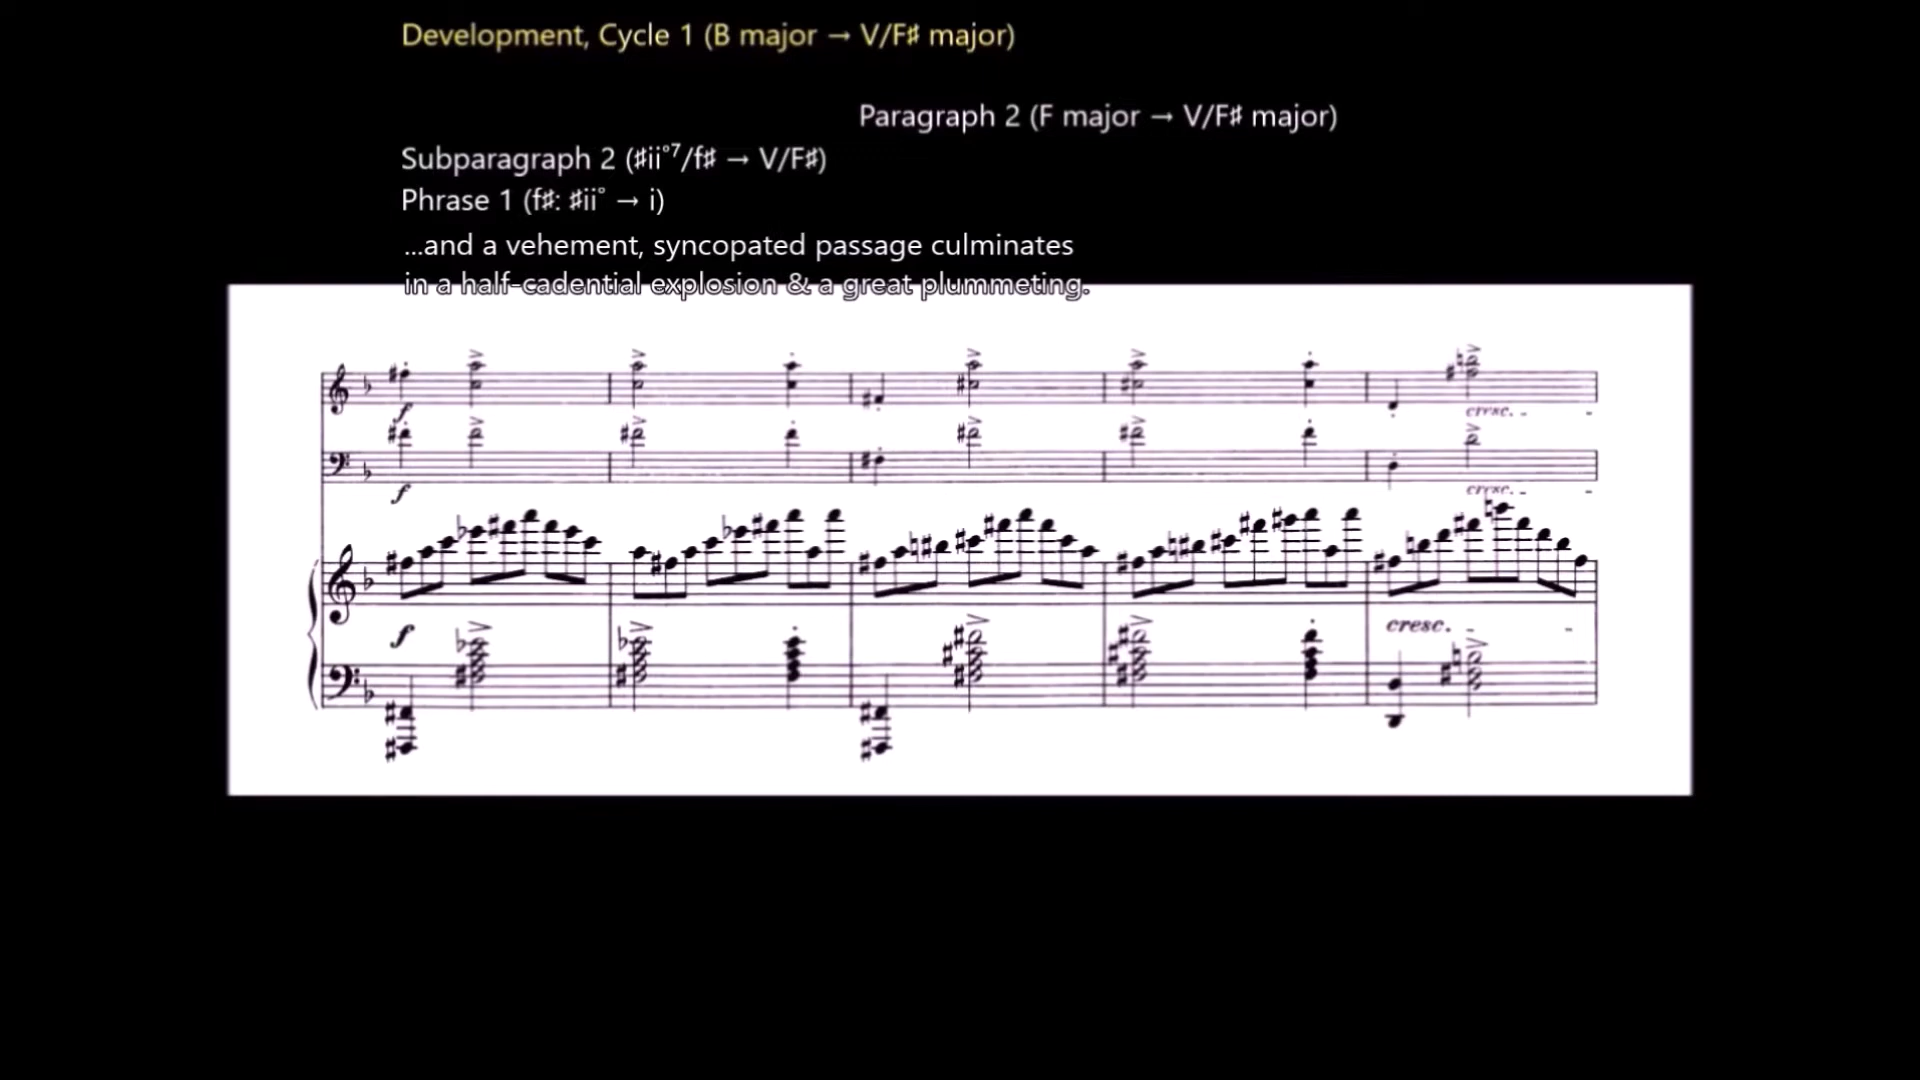 Development, Cycle 1 (B major → V/F♯ major)
Paragraph 2 (F major → V/F♯ major)
Subparagraph 2 (♯ii°⁷/f♯ → V/F♯)
Phrase 1 (f♯: ♯ii° → i)
...and a vehement, syncopated passage culminates
in a half-cadential explosion & a great plummeting.
cresc. - -
f
f
cresc. - -
f
cresc. - -